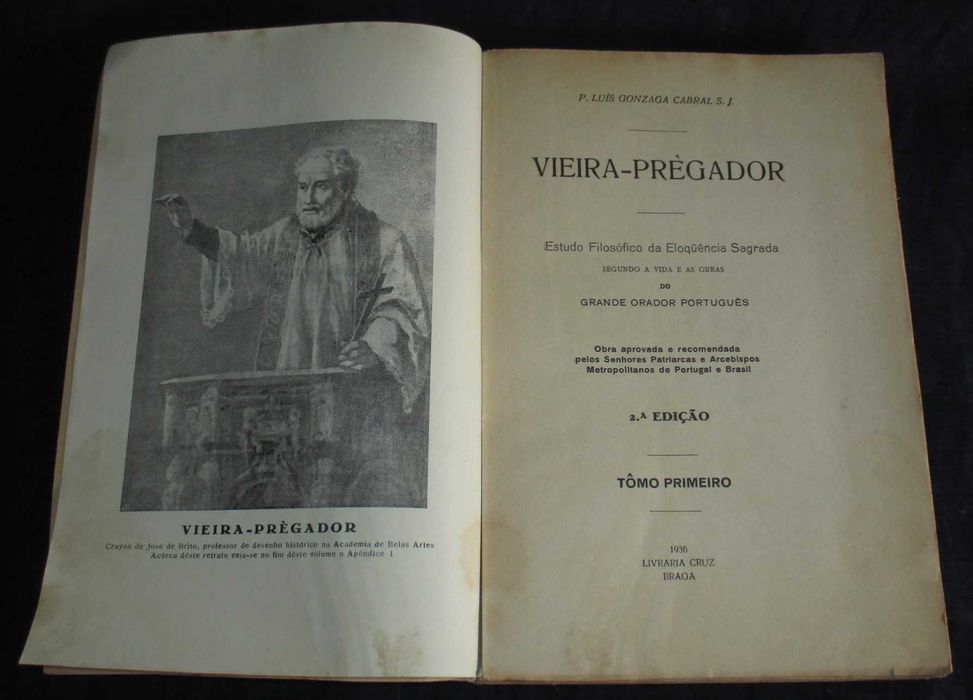 VIEIRA-PRÈGADOR
Crayon de José de Brito, professor de desenho histórico na Academia de Belas Artes
Acêrca dêste retrato veja-se no fim dêste volume o Apéndice I
P. LUÍS GONZAGA CABRAL S. J.
VIEIRA-PRÈGADOR
Estudo Filosófico da Eloqüência Sagrada
SEGUNDO A VIDA E AS OBRAS
DO
GRANDE ORADOR PORTUGUÊS
Obra aprovada e recomendada
pelos Senhores Patriarcas e Arcebispos
Metropolitanos de Portugal e Brasil
2.ª EDIÇÃO
TÔMO PRIMEIRO
1936
LIVRARIA CRUZ
BRAGA